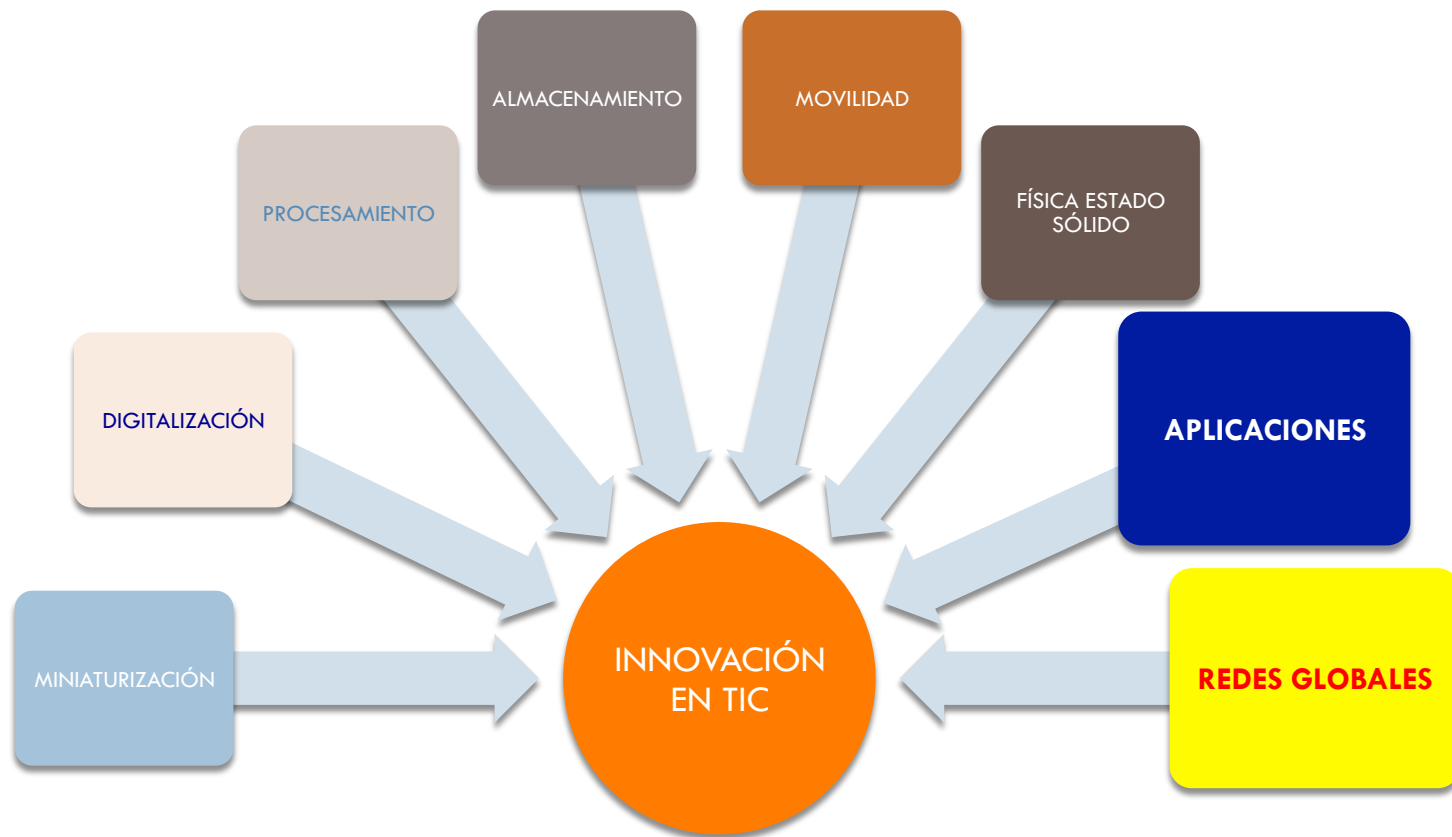 ALMACENAMIENTO
MOVILIDAD
PROCESAMIENTO
FÍSICA ESTADO
SÓLIDO
DIGITALIZACIÓN
APLICACIONES
MINIATURIZACIÓN
INNOVACIÓN
EN TIC
REDES GLOBALES